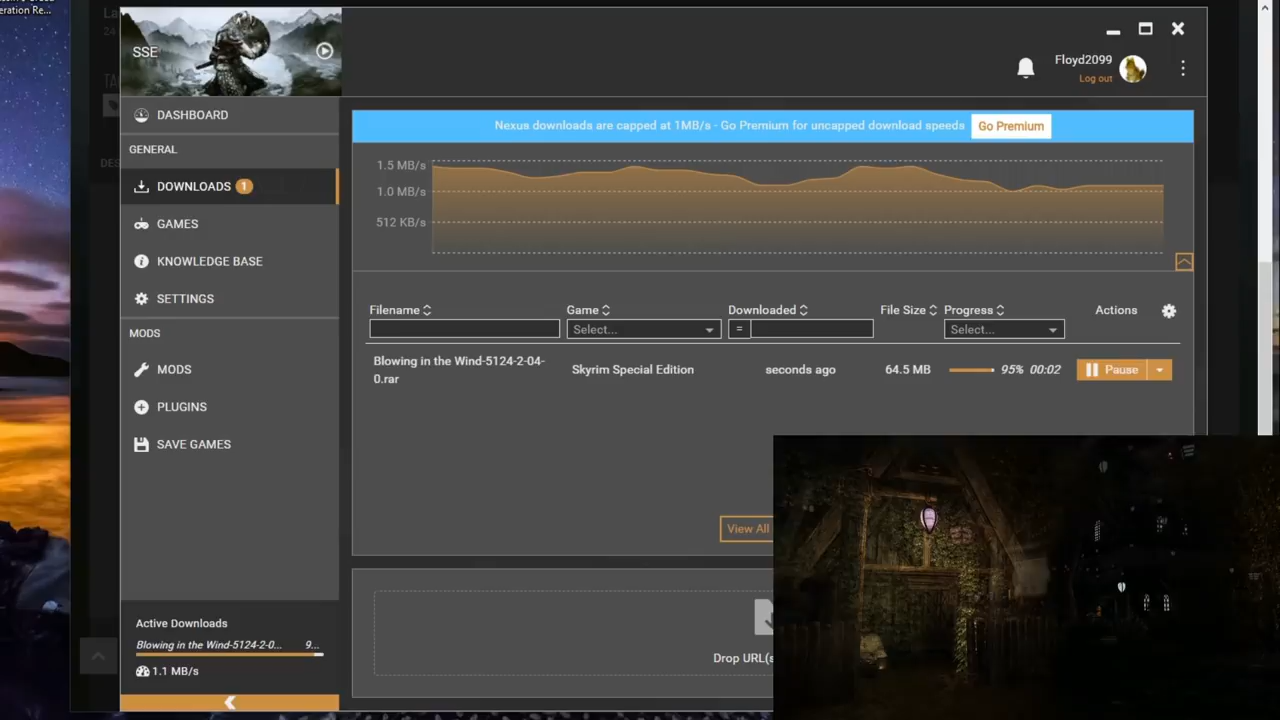 eration Re...
SSE
Floyd2099
Log out
DASHBOARD
Nexus downloads are capped at 1MB/s - Go Premium for uncapped download speeds
Go Premium
GENERAL
1.5 MB/s
DOWNLOADS 1
1.0 MB/s
GAMES
512 KB/s
KNOWLEDGE BASE
SETTINGS
Filename
Game
Downloaded
File Size
Progress
Actions
Select...
=
Select...
MODS
Blowing in the Wind-5124-2-04-
0.rar
Skyrim Special Edition
seconds ago
64.5 MB
95% 00:02
Pause
MODS
PLUGINS
SAVE GAMES
View All
Active Downloads
Blowing in the Wind-5124-2-0... 9...
Drop URL(s
1.1 MB/s